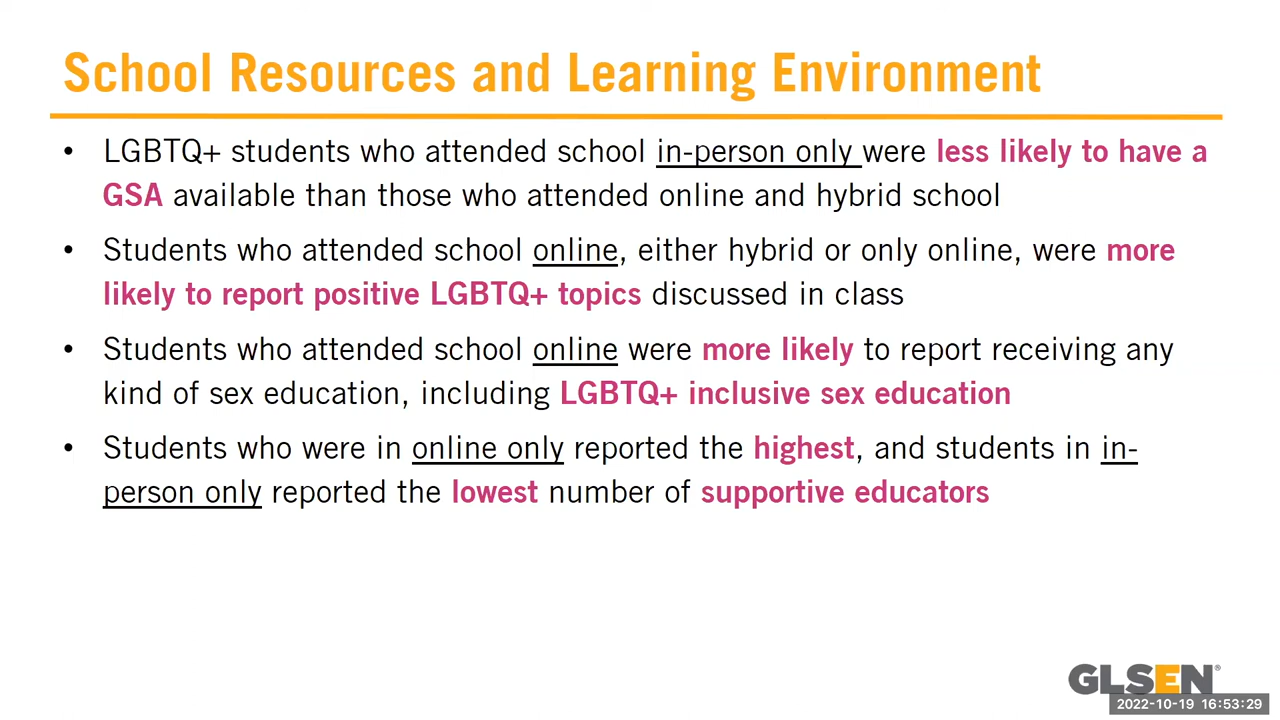 School Resources and Learning Environment
• LGBTQ+ students who attended school in-person only were less likely to have a
GSA available than those who attended online and hybrid school
• Students who attended school online, either hybrid or only online, were more
likely to report positive LGBTQ+ topics discussed in class
• Students who attended school online were more likely to report receiving any
kind of sex education, including LGBTQ+ inclusive sex education
• Students who were in online only reported the highest, and students in in-
person only reported the lowest number of supportive educators
GLSEN®
2022-10-19 16:53:29